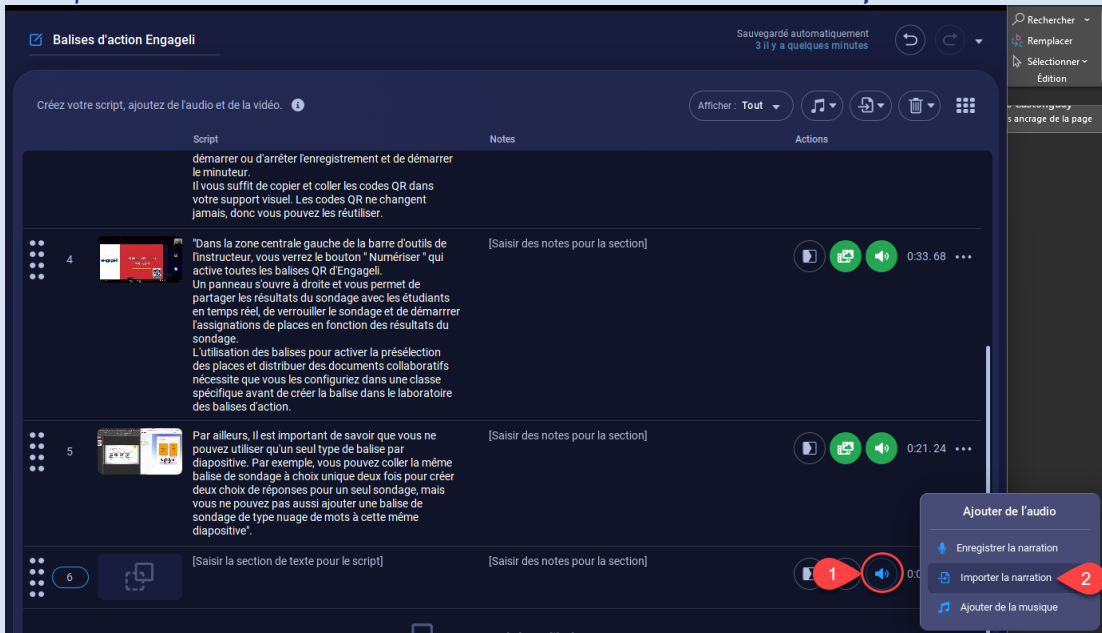 Balises d'action Engageli
Sauvegardé automatiquement
3 il y a quelques minutes
Rechercher
Remplacer
Sélectionner
Édition
s ancrage de la page
Créez votre script, ajoutez de l'audio et de la vidéo.
Afficher : Tout
Script
Notes
Actions
démarrer ou d'arrêter l'enregistrement et de démarrer
le minuteur.
Il vous suffit de copier et coller les codes QR dans
votre support visuel. Les codes QR ne changent
jamais, donc vous pouvez les réutiliser.
4
"Dans la zone centrale gauche de la barre d'outils de
l'instructeur, vous verrez le bouton " Numériser " qui
active toutes les balises QR d'Engageli.
Un panneau s'ouvre à droite et vous permet de
partager les résultats du sondage avec les étudiants
en temps réel, de verrouiller le sondage et de démarrrer
l'assignations de places en fonction des résultats du
sondage.
L'utilisation des balises pour activer la présélection
des places et distribuer des documents collaboratifs
nécessite que vous les configuriez dans une classe
spécifique avant de créer la balise dans le laboratoire
des balises d'action.
[Saisir des notes pour la section]
0:33.68
5
Par ailleurs, Il est important de savoir que vous ne
pouvez utiliser qu'un seul type de balise par
diapositive. Par exemple, vous pouvez coller la même
balise de sondage à choix unique deux fois pour créer
deux choix de réponses pour un seul sondage, mais
vous ne pouvez pas aussi ajouter une balise de
sondage de type nuage de mots à cette même
diapositive".
[Saisir des notes pour la section]
0:21.24
6
[Saisir la section de texte pour le script]
[Saisir des notes pour la section]
1
Ajouter de l'audio
Enregistrer la narration
Importer la narration
2
Ajouter de la musique